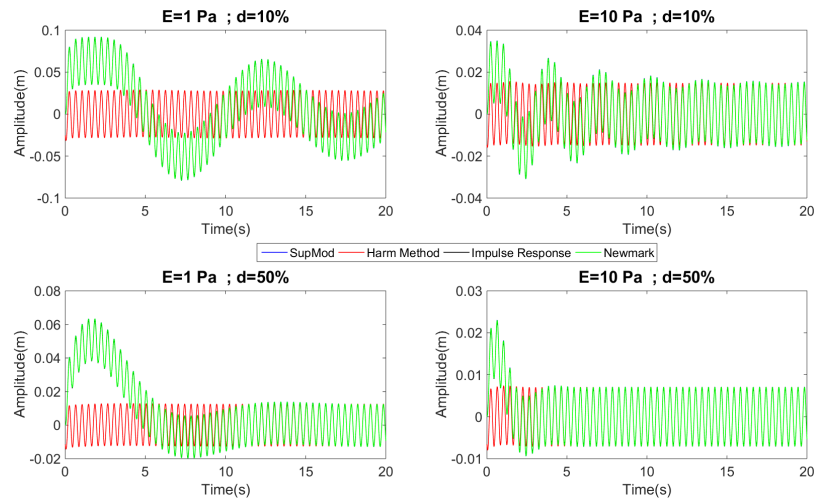 E=1 Pa ; d=10%
E=10 Pa ; d=10%
0.1
0.05
0
-0.05
-0.1
Amplitude(m)
0 5 10 15 20
Time(s)
0.04
0.02
0
-0.02
-0.04
Amplitude(m)
0 5 10 15 20
Time(s)
SupMod Harm Method Impulse Response Newmark
E=1 Pa ; d=50%
E=10 Pa ; d=50%
0.08
0.06
0.04
0.02
0
-0.02
Amplitude(m)
0 5 10 15 20
Time(s)
0.03
0.02
0.01
0
-0.01
Amplitude(m)
0 5 10 15 20
Time(s)